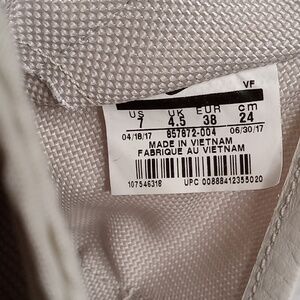 VF
US UK EUR cm
7 4.5 38 24
04/18/17 857872-004 06/30/17
MADE IN VIETNAM
FABRIQUE AU VIETNAM
107546318 UPC 00888412355020